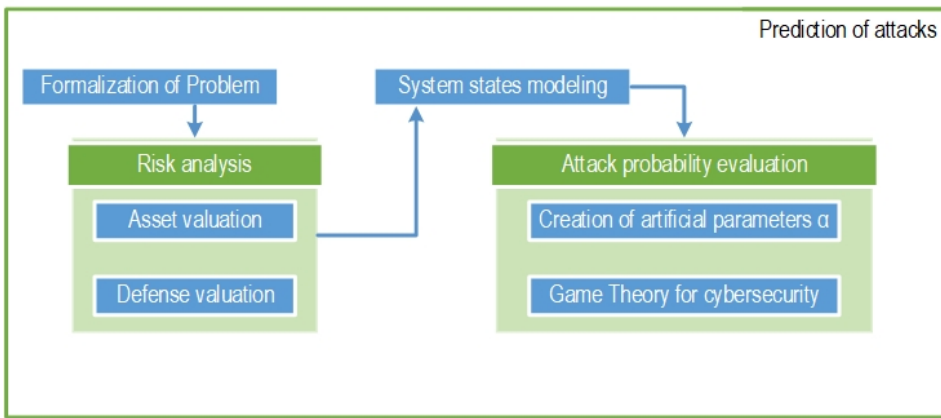 Prediction of attacks
Formalization of Problem
System states modeling
Risk analysis
Asset valuation
Defense valuation
Attack probability evaluation
Creation of artificial parameters α
Game Theory for cybersecurity